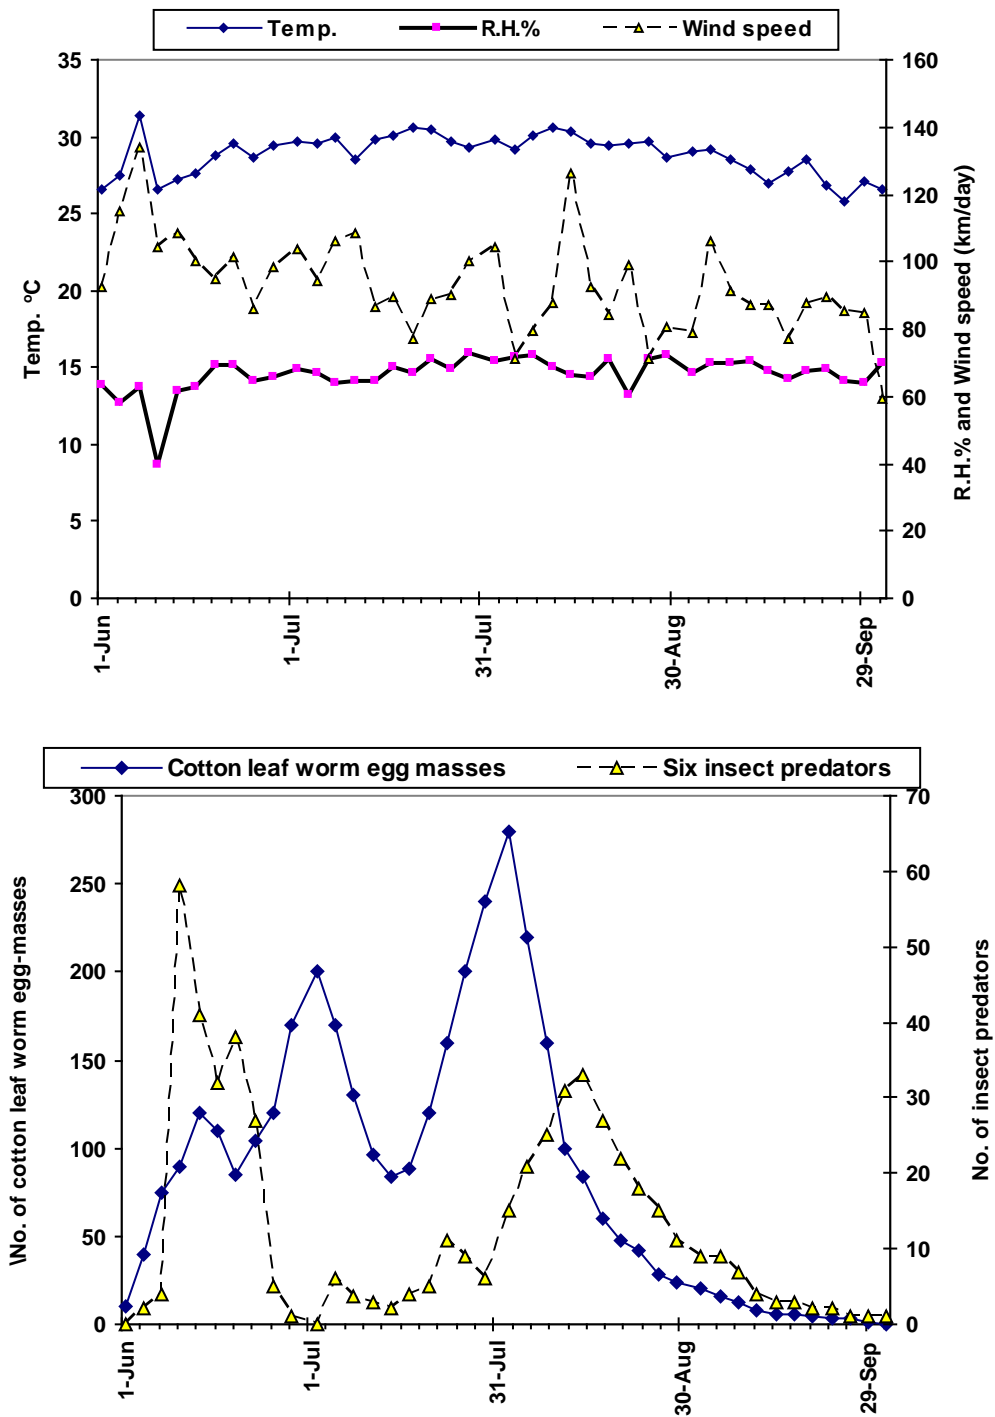 Temp. R.H.% Wind speed
35 160
30 140
25 120
20 100
15 80
10 60
5 40
0 20
0
Temp. ºC
R.H.% and Wind speed (km/day)
1-Jun 1-Jul 31-Jul 30-Aug 29-Sep
Cotton leaf worm egg masses Six insect predators
300 70
250 60
200 50
150 40
100 30
50 20
0 10
0
\No. of cotton leaf worm egg-masses
No. of insect predators
1-Jun 1-Jul 31-Jul 30-Aug 29-Sep